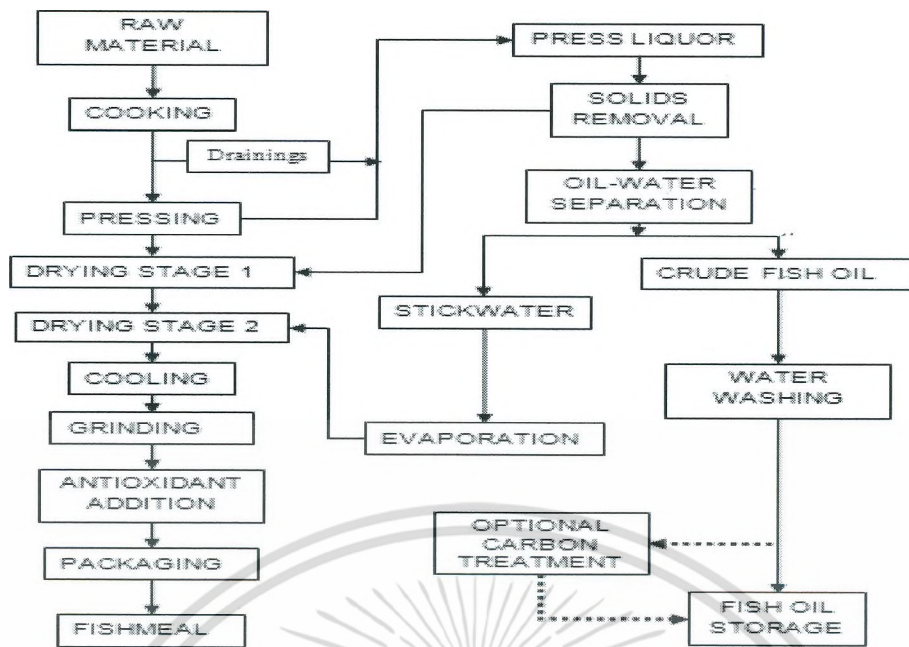 RAW
MATERIAL
COOKING
Drainings
PRESSING
DRYING STAGE 1
DRYING STAGE 2
COOLING
GRINDING
ANTIOXIDANT
ADDITION
PACKAGING
FISHMEAL
PRESS LIQUOR
SOLIDS
REMOVAL
OIL-WATER
SEPARATION
STICKWATER
EVAPORATION
CRUDE FISH OIL
WATER
WASHING
OPTIONAL
CARBON
TREATMENT
FISH OIL
STORAGE